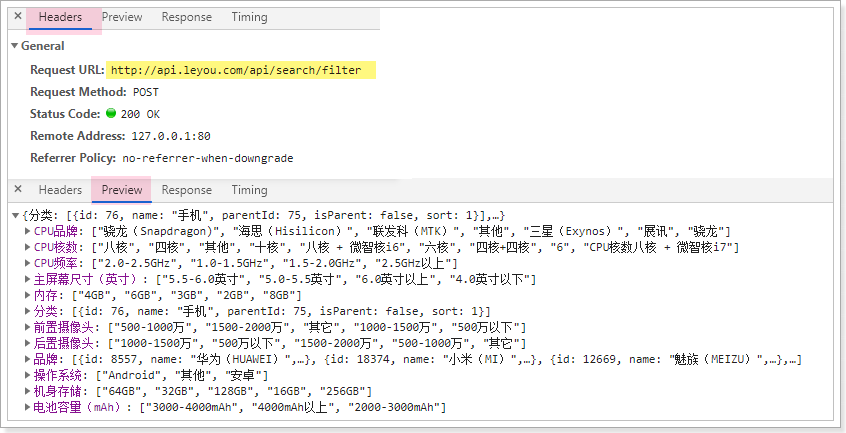 × Headers Preview Response Timing
▼ General
Request URL: http://api.leyou.com/api/search/filter
Request Method: POST
Status Code: 200 OK
Remote Address: 127.0.0.1:80
Referrer Policy: no-referrer-when-downgrade
× Headers Preview Response Timing
▼ {分类: [{id: 76, name: "手机", parentId: 75, isParent: false, sort: 1}],…}
▶ CPU品牌: ["骁龙（Snapdragon)", "海思（Hisilicon）", "联发科（MTK）", "其他", "三星（Exynos）", "展讯", "骁龙"]
▶ CPU核数: ["八核", "四核", "其他", "十核", "八核 + 微智核i6", "六核", "四核+四核", "6", "CPU核数八核 + 微智核i7"]
▶ CPU频率: ["2.0-2.5GHz", "1.0-1.5GHz", "1.5-2.0GHz", "2.5GHz以上"]
▶ 主屏幕尺寸（英寸）: ["5.5-6.0英寸", "5.0-5.5英寸", "6.0英寸以上", "4.0英寸以下"]
▶ 内存: ["4GB", "6GB", "3GB", "2GB", "8GB"]
▶ 分类: [{id: 76, name: "手机", parentId: 75, isParent: false, sort: 1}]
▶ 前置摄像头: ["500-1000万", "1500-2000万", "其它", "1000-1500万", "500万以下"]
▶ 后置摄像头: ["1000-1500万", "500万以下", "1500-2000万", "500-1000万", "其它"]
▶ 品牌: [{id: 8557, name: "华为（HUAWEI）",…}, {id: 18374, name: "小米（MI）",…}, {id: 12669, name: "魅族（MEIZU）",…},…]
▶ 操作系统: ["Android", "其他", "安卓"]
▶ 机身存储: ["64GB", "32GB", "128GB", "16GB", "256GB"]
▶ 电池容量（mAh）: ["3000-4000mAh", "4000mAh以上", "2000-3000mAh"]